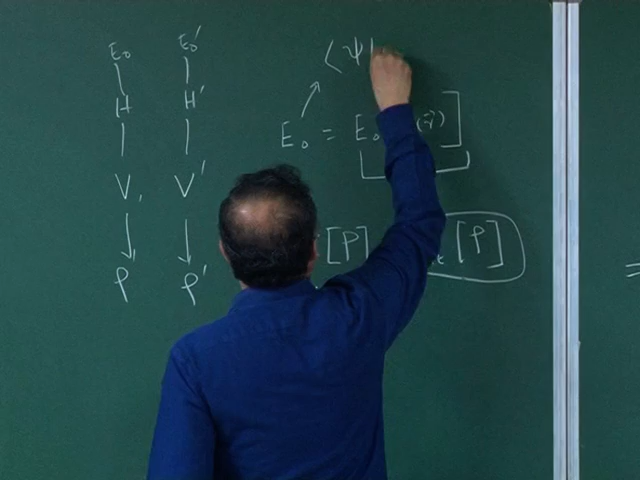 E₀ E₀′ ⟨ψ|
H H′
E₀ = E₀ (r⃗)]
V, V′
[ρ] [ρ]
ρ ρ′
=